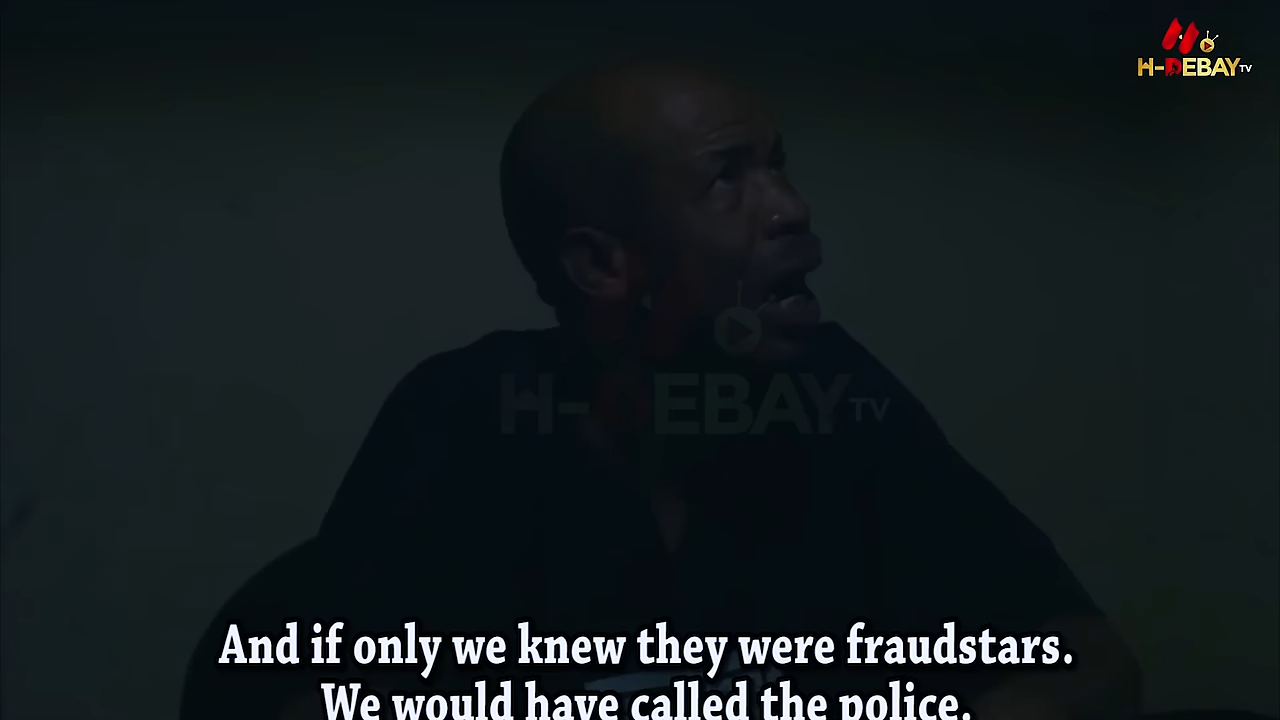 H-DEBAY TV
H-DEBAY TV
And if only we knew they were fraudstars.
We would have called the police.